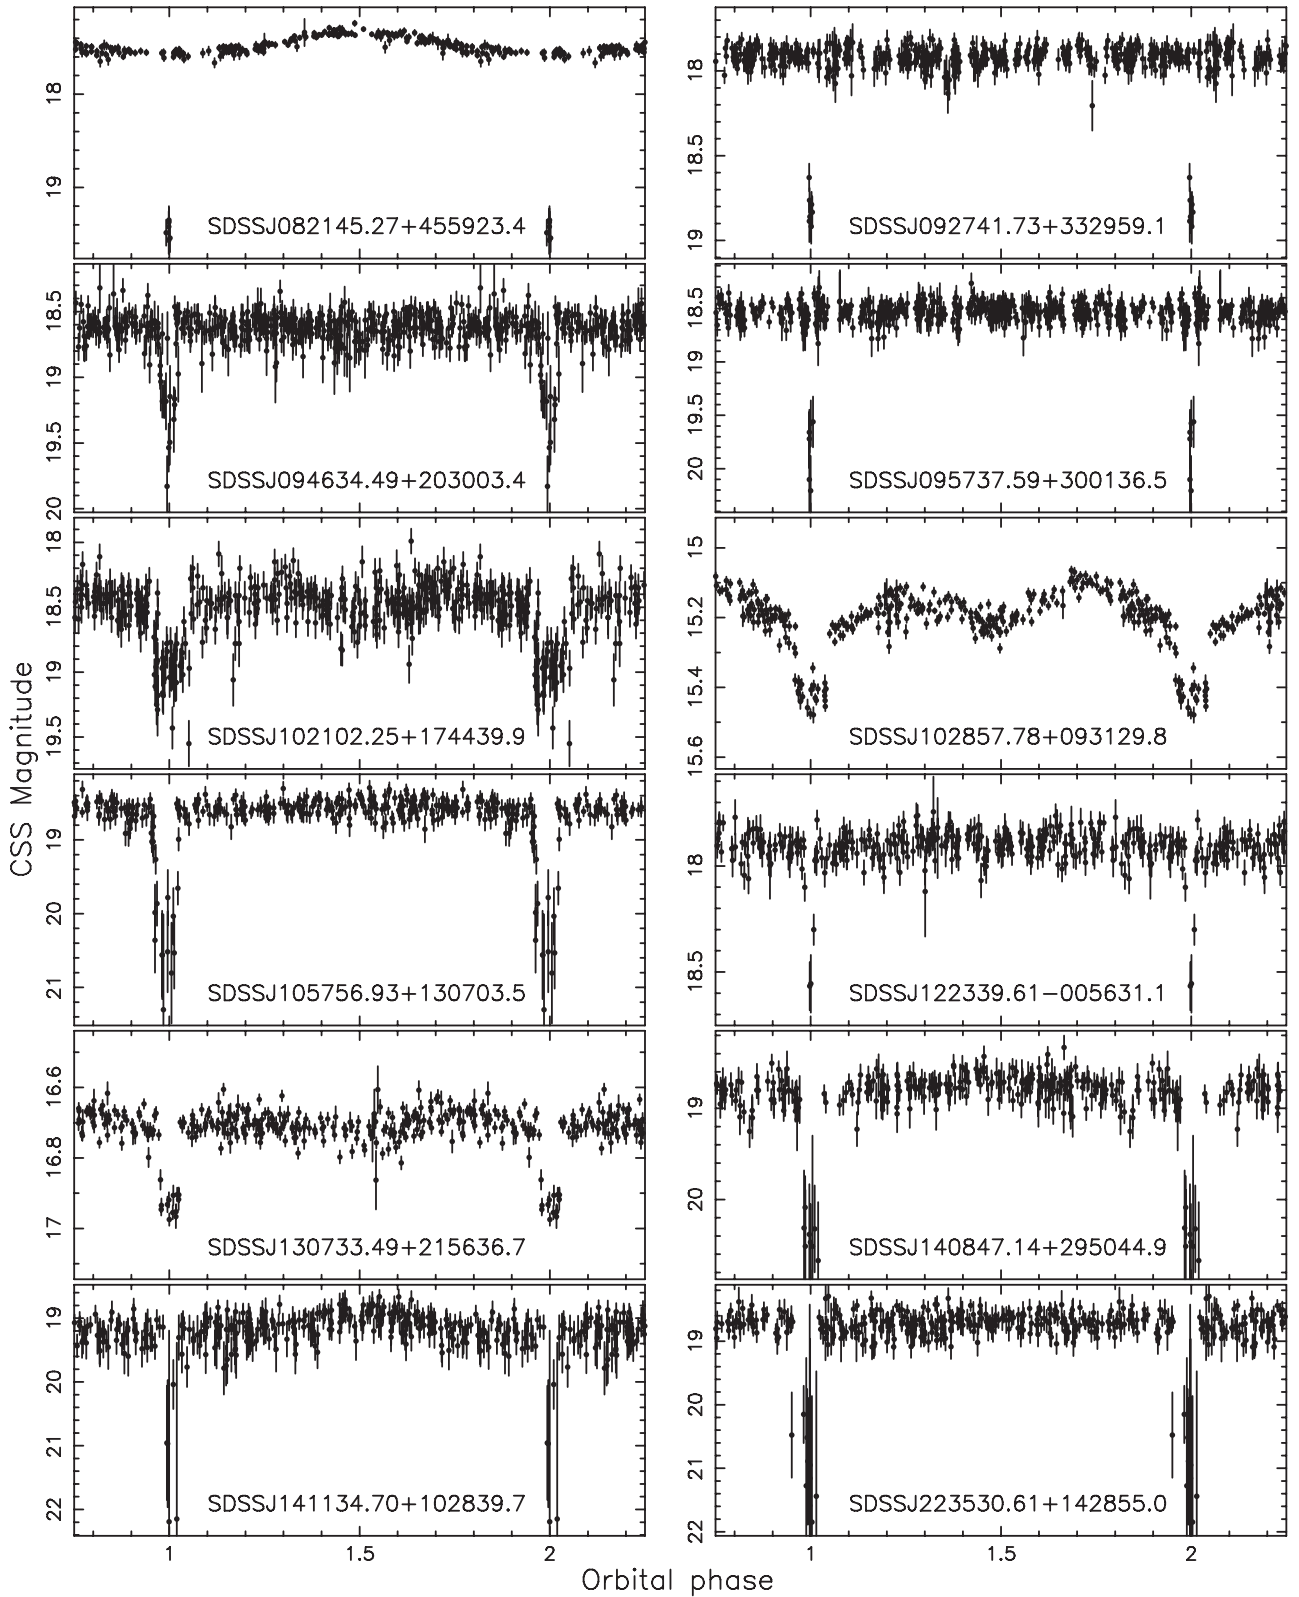 18
19
SDSSJ082145.27+455923.4
18
18.5
19
SDSSJ092741.73+332959.1
18.5
19
19.5
20
SDSSJ094634.49+203003.4
18.5
19
19.5
20
SDSSJ095737.59+300136.5
18
18.5
19
19.5
SDSSJ102102.25+174439.9
15
15.2
15.4
15.6
SDSSJ102857.78+093129.8
CSS Magnitude
19
20
21
SDSSJ105756.93+130703.5
18
18.5
SDSSJ122339.61−005631.1
16.6
16.8
17
SDSSJ130733.49+215636.7
19
20
SDSSJ140847.14+295044.9
19
20
21
22
SDSSJ141134.70+102839.7
19
20
21
22
SDSSJ223530.61+142855.0
1 1.5 2 1 1.5 2
Orbital phase